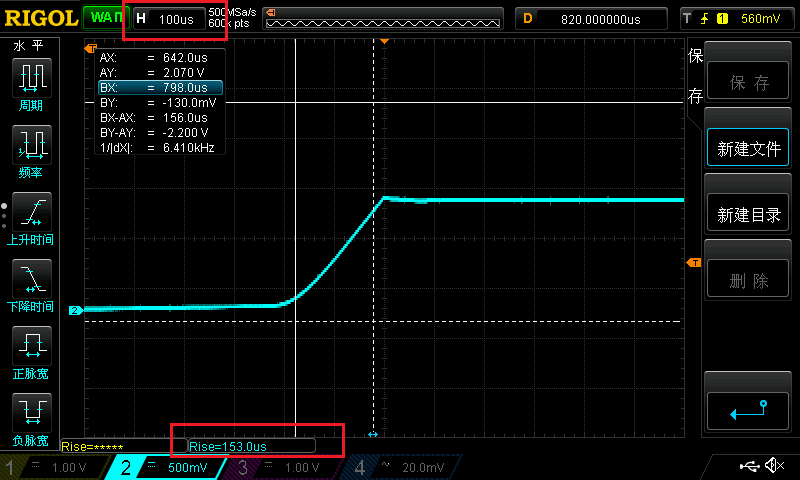 RIGOL WAIT H 100us 500MSa/s 600k pts D 820.000000us T 1 560mV
水 平
周期
频率
上升时间
下降时间
正脉宽
负脉宽
T
AX: = 642.0us
AY: = 2.070 V
BX: = 798.0us
BY: = -130.0mV
BX-AX: = 156.0us
BY-AY: = -2.200 V
1/|dX|: = 6.410kHz
2
T
保存
保 存
新建文件
新建目录
删 除
Rise=***** Rise=153.0us
1 = 1.00 V 2 = 500mV 3 = 1.00 V 4 ~ 20.0mV